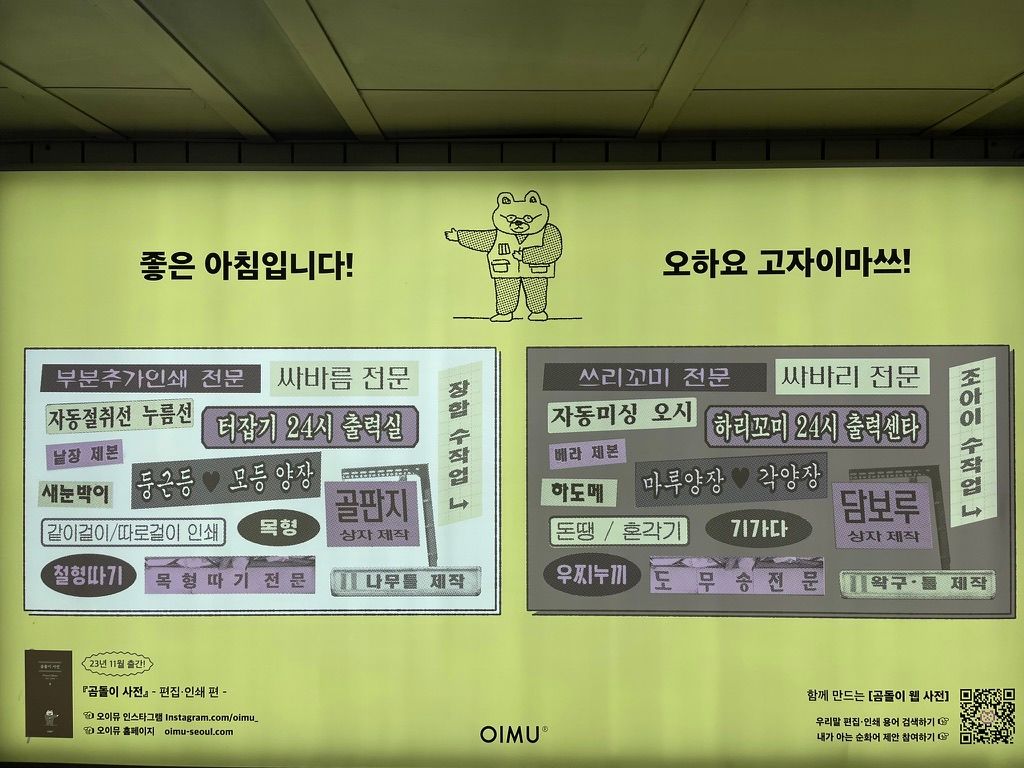 좋은 아침입니다!
오하요 고자이마쓰!
부분추가인쇄 전문
싸바름 전문
장합 수작업
자동절취선 누름선
터잡기 24시 출력실
낱장 제본
둥근등 ♥ 모등 양장
새눈박이
골판지
상자 제작
같이걸이/따로걸이 인쇄
목형
철형따기
목형따기전문
나무틀 제작
쓰리꼬미 전문
싸바리 전문
조아이 수작업
자동미싱 오시
하리꼬미 24시 출력센타
배라 제본
마루양장 ♥ 각양장
하도메
담보루
상자 제작
돈땡 / 혼각기
기가다
우찌누끼
도무송전문
왁구·틀 제작
23년 11월 출간!
『곰돌이 사전』 - 편집·인쇄 편 -
오이뮤 인스타그램 Instagram.com/oimu_
오이뮤 홈페이지 oimu-seoul.com
OIMU®
함께 만드는 [곰돌이 웹 사전]
우리말 편집·인쇄 용어 검색하기
내가 아는 순화어 제안 참여하기
곰돌이 사전